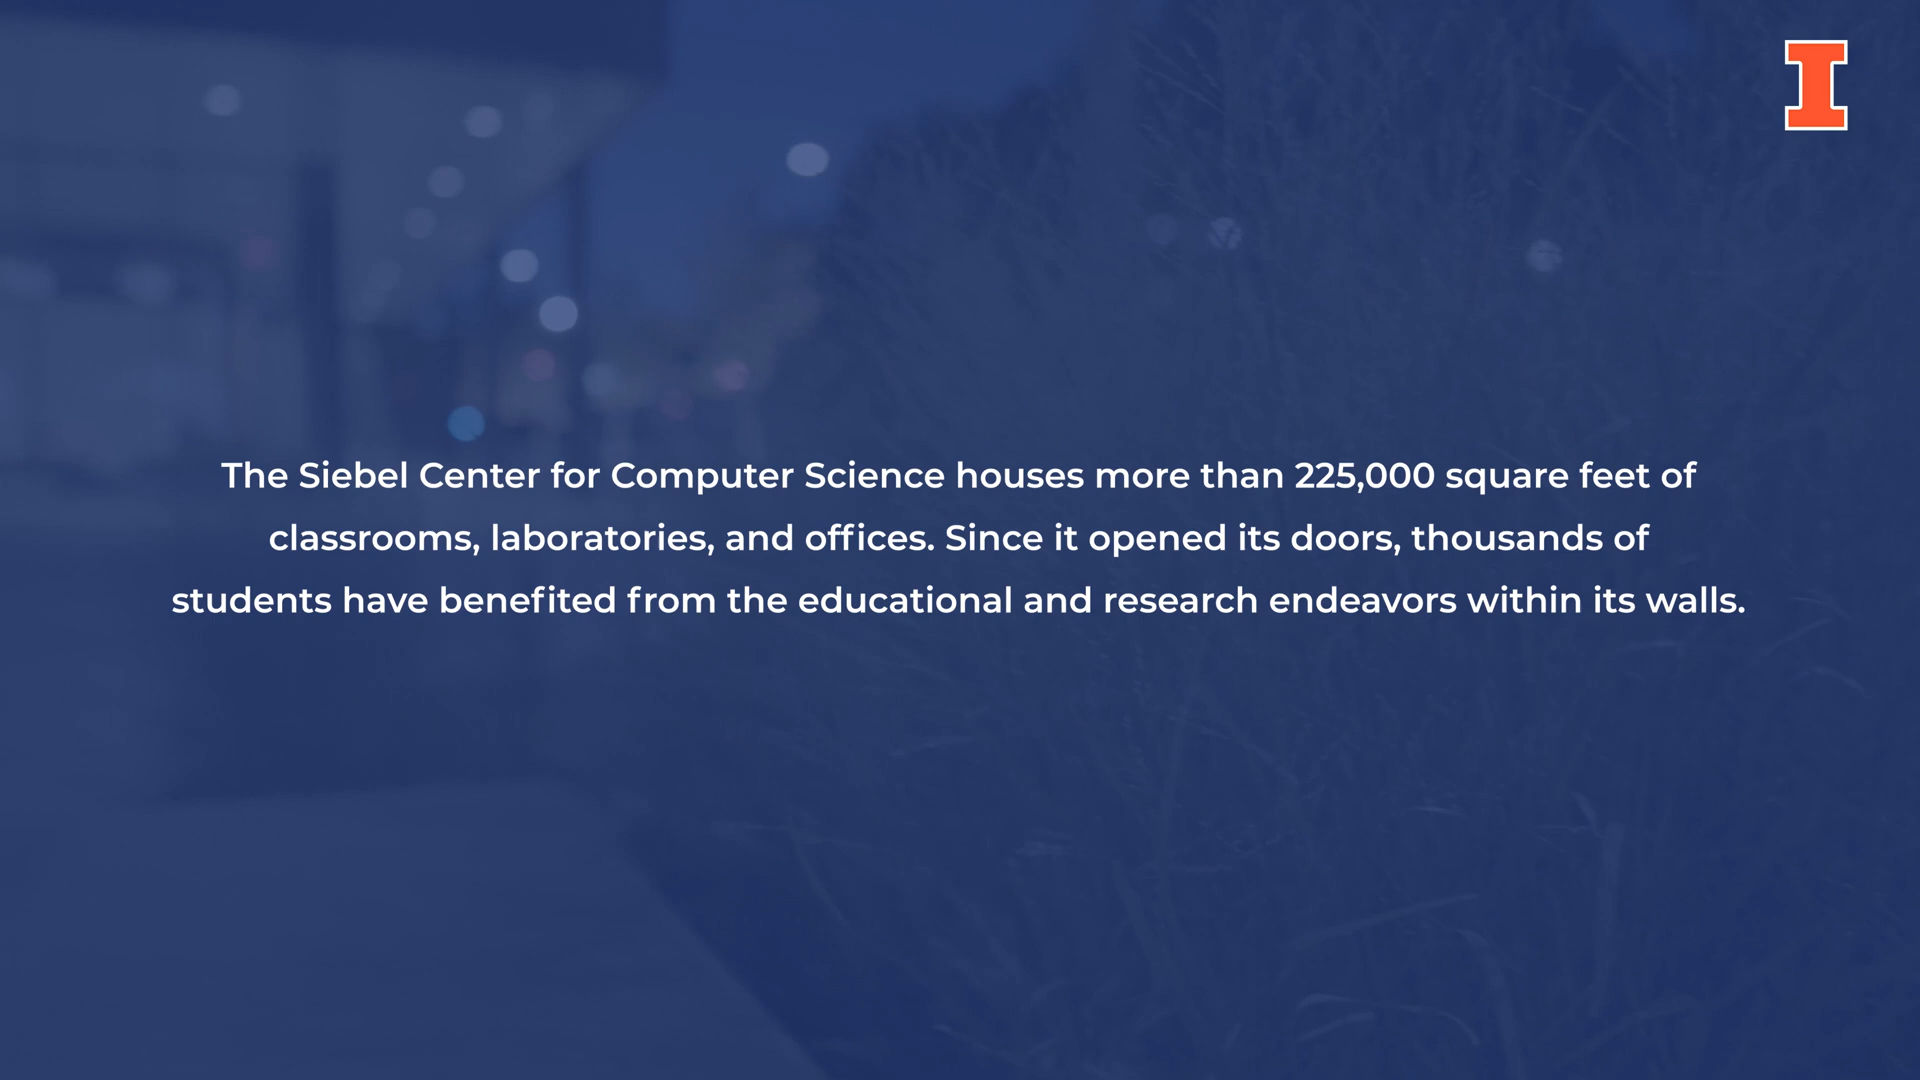 I
The Siebel Center for Computer Science houses more than 225,000 square feet of
classrooms, laboratories, and offices. Since it opened its doors, thousands of
students have benefited from the educational and research endeavors within its walls.